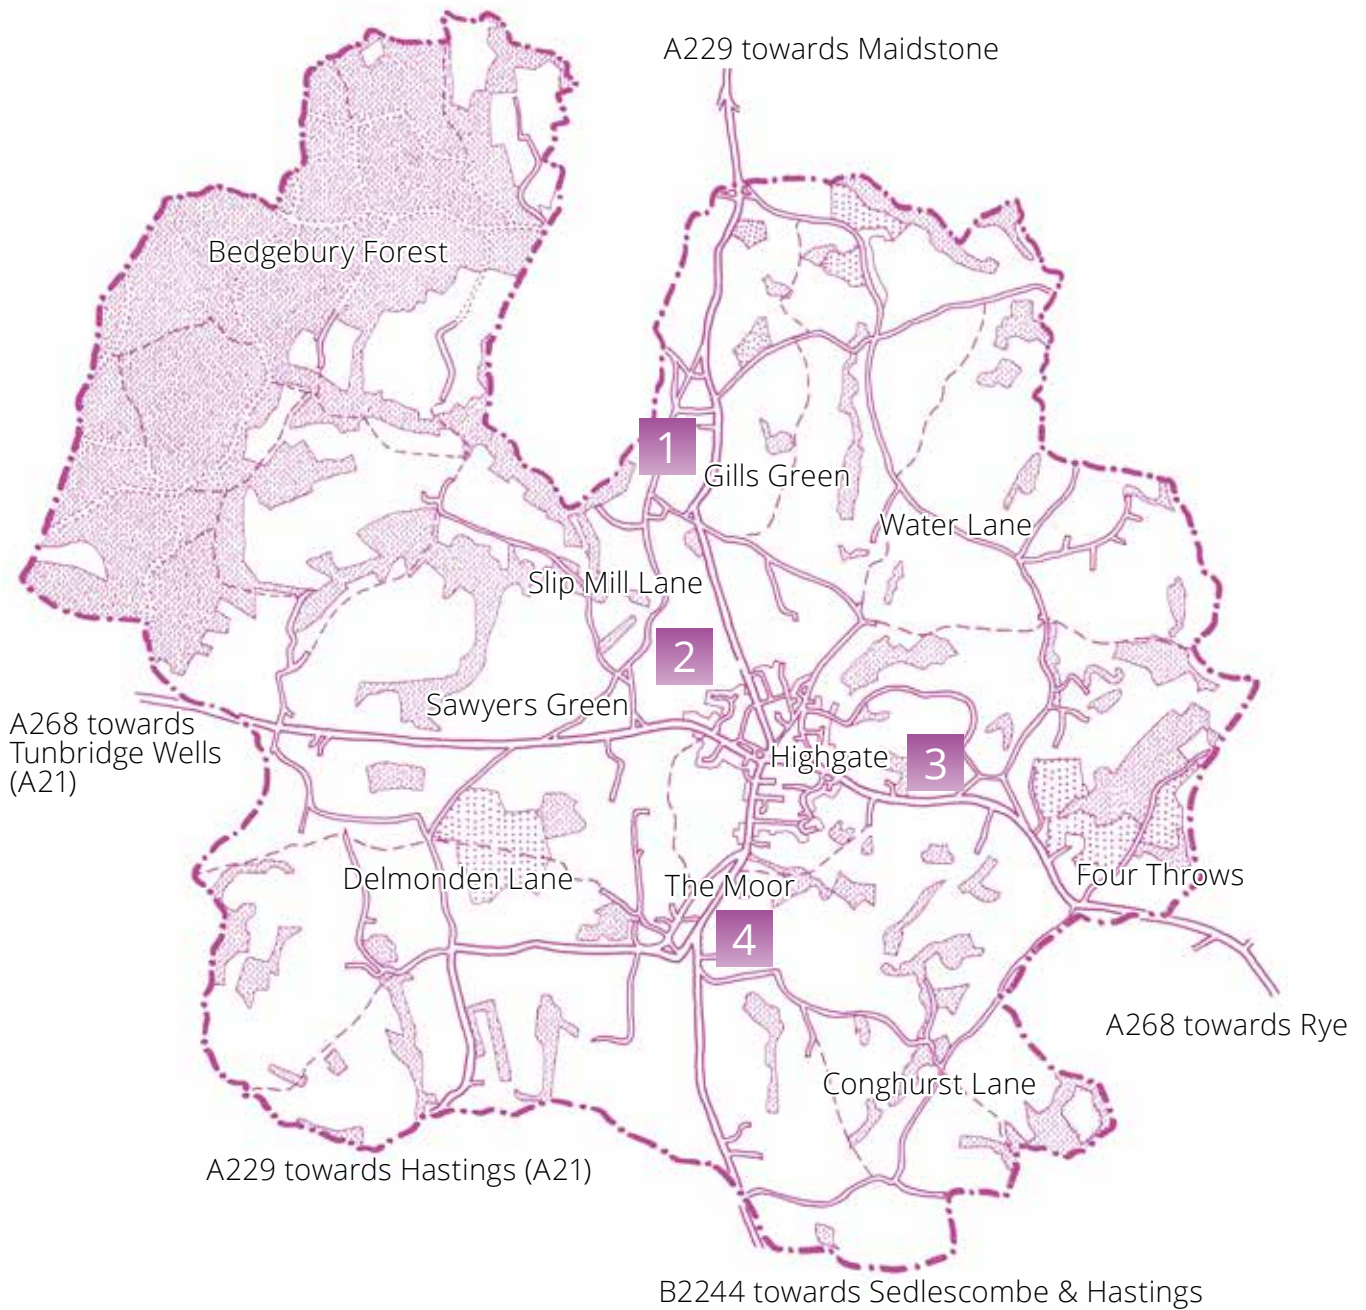 A229 towards Maidstone
Bedgebury Forest
1
Gills Green
Water Lane
Slip Mill Lane
2
Sawyers Green
A268 towards
Tunbridge Wells
(A21)
Highgate
3
Delmonden Lane
The Moor
Four Throws
4
A268 towards Rye
Conghurst Lane
A229 towards Hastings (A21)
B2244 towards Sedlescombe & Hastings